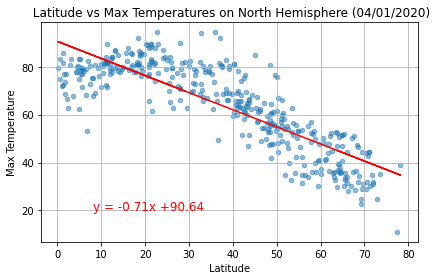 Latitude vs Max Temperatures on North Hemisphere (04/01/2020)
Max Temperature
80
60
40
20
y = -0.71x +90.64
0 10 20 30 40 50 60 70 80
Latitude